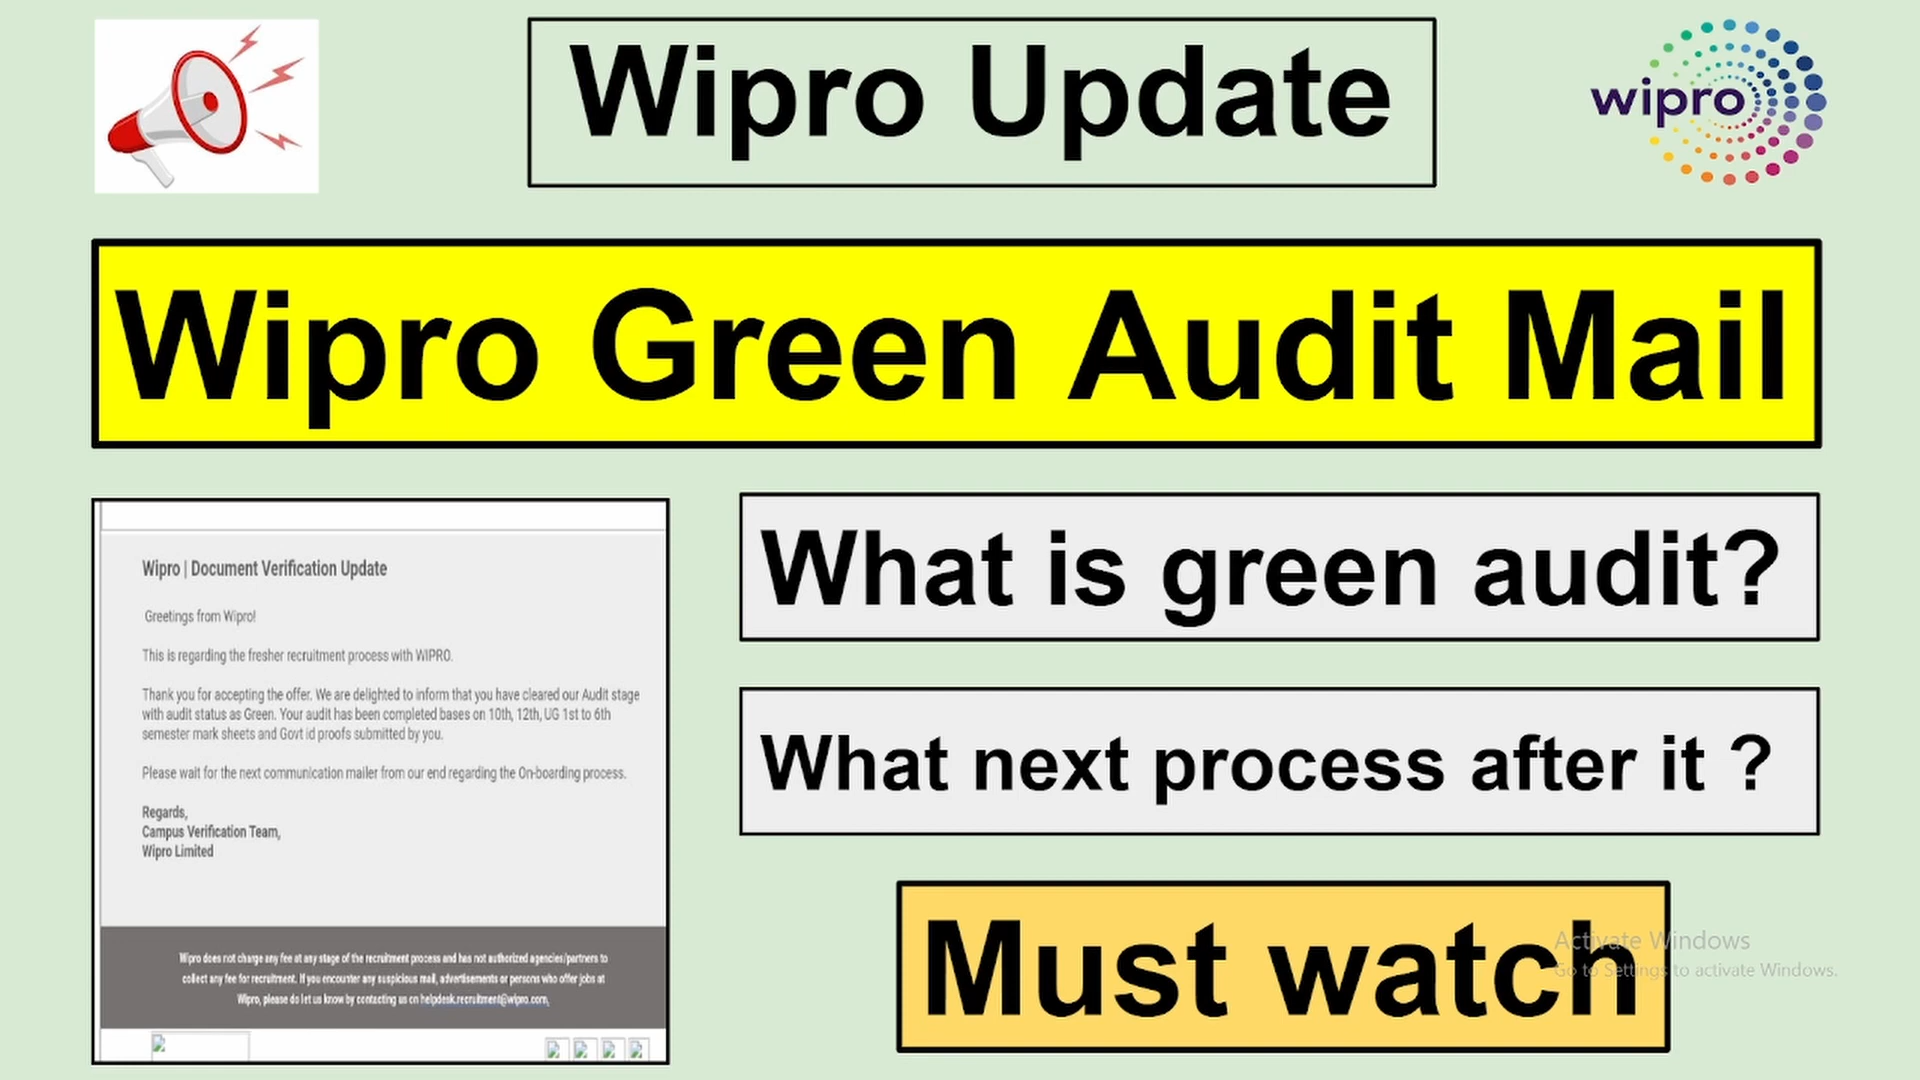 Wipro Update
wipro
Wipro Green Audit Mail
Wipro | Document Verification Update
Greetings from Wipro!
This is regarding the fresher recruitment process with WIPRO.
Thank you for accepting the offer. We are delighted to inform that you have cleared our Audit stage
with audit status as Green. Your audit has been completed bases on 10th, 12th, UG 1st to 6th
semester mark sheets and Govt id proofs submitted by you.
Please wait for the next communication mailer from our end regarding the On-boarding process.
Regards,
Campus Verification Team,
Wipro Limited
Wipro does not charge any fee at any stage of the recruitment process and has not authorized agencies/partners to
collect any fee for recruitment. If you encounter any suspicious mail, advertisements or persons who offer jobs at
Wipro, please do let us know by contacting us on helpdesk.recruitment@wipro.com.
What is green audit?
What next process after it ?
Must watch
Activate Windows
Go to Settings to activate Windows.